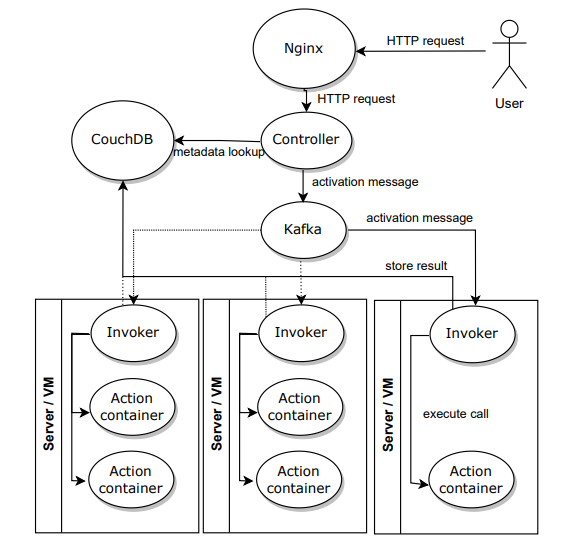 Nginx
HTTP request
User
HTTP request
CouchDB
Controller
metadata lookup
activation message
Kafka
activation message
store result
Server / VM
Invoker
Action
container
Action
container
Server / VM
Invoker
Action
container
Action
container
Server / VM
Invoker
execute call
Action
container